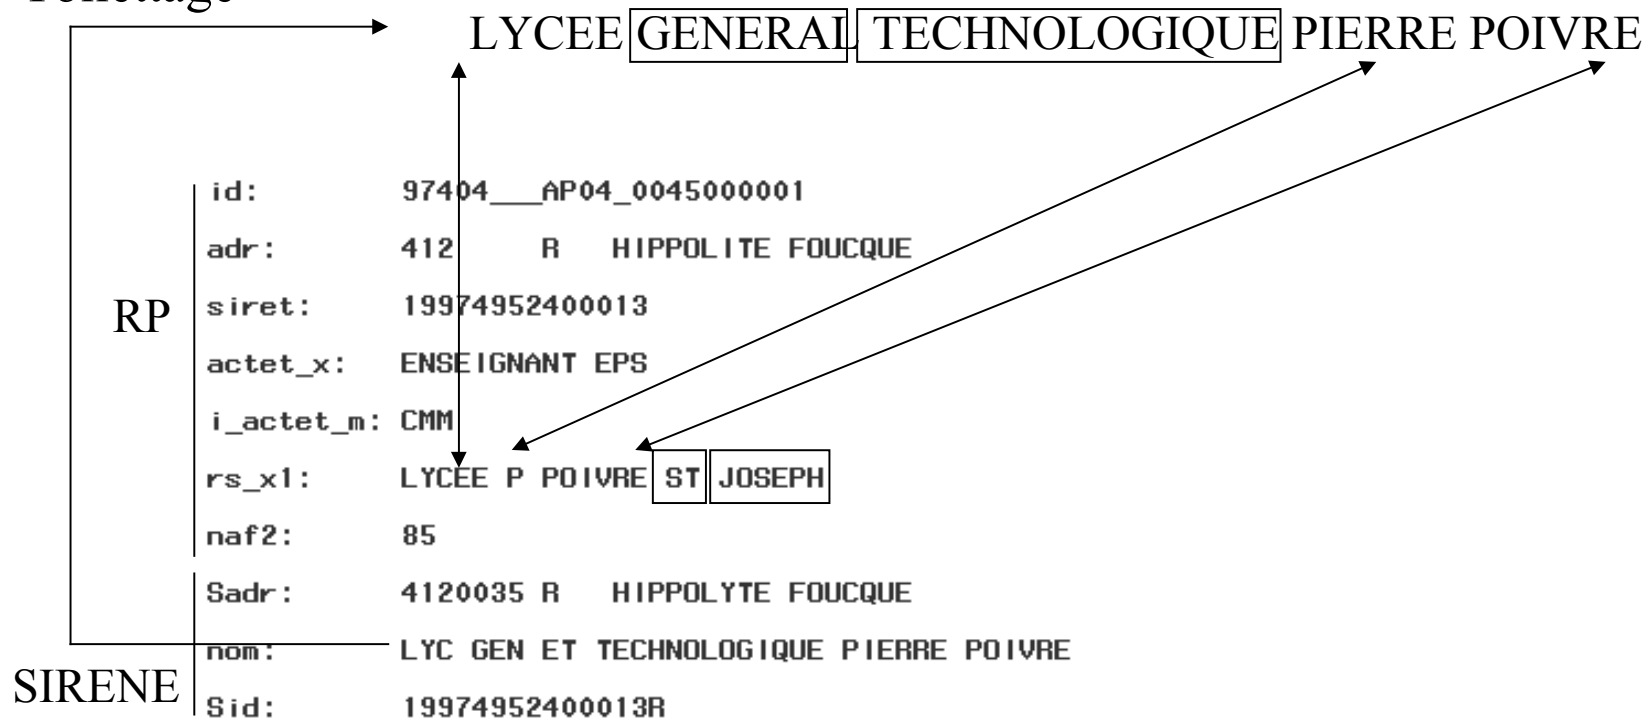 LYCEE GENERAL TECHNOLOGIQUE PIERRE POIVRE
id: 97404___AP04_0045000001
adr: 412 R HIPPOLITE FOUCQUE
RP
siret: 19974952400013
actet_x: ENSEIGNANT EPS
i_actet_m: CMM
rs_x1: LYCEE P POIVRE ST JOSEPH
naf2: 85
Sadr: 4120035 R HIPPOLYTE FOUCQUE
nom: LYC GEN ET TECHNOLOGIQUE PIERRE POIVRE
SIRENE
Sid: 19974952400013R